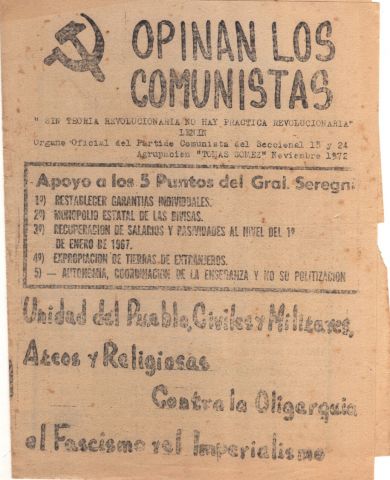 OPINAN LOS
COMUNISTAS
" SIN TEORIA REVOLUCIONARIA NO HAY PRACTICA REVOLUCIONARIA"
LENIN
Organo Oficial del Partido Comunista del Seccional 15 y 24
Agrupacion "TOMAS GOMEZ" Noviembre 1972
Apoyo a los 5 Puntos del Gral. Seregni
1º) RESTABLECER GARANTIAS INDIVIDUALES.
2º) MONOPOLIO ESTATAL DE LAS DIVISAS.
3º) RECUPERACION DE SALARIOS Y PASIVIDADES AL NIVEL DEL 1º
DE ENERO DE 1967.
4º) EXPROPIACION DE TIERRAS DE EXTRANJEROS.
5) — AUTONOMIA, COORDINACION DE LA ENSEÑANZA Y NO SU POLITIZACION
Unidad del Pueblo, Civiles y Militares,
Ateos y Religiosos
Contra la Oligarquia
el Fascismo y el Imperialismo